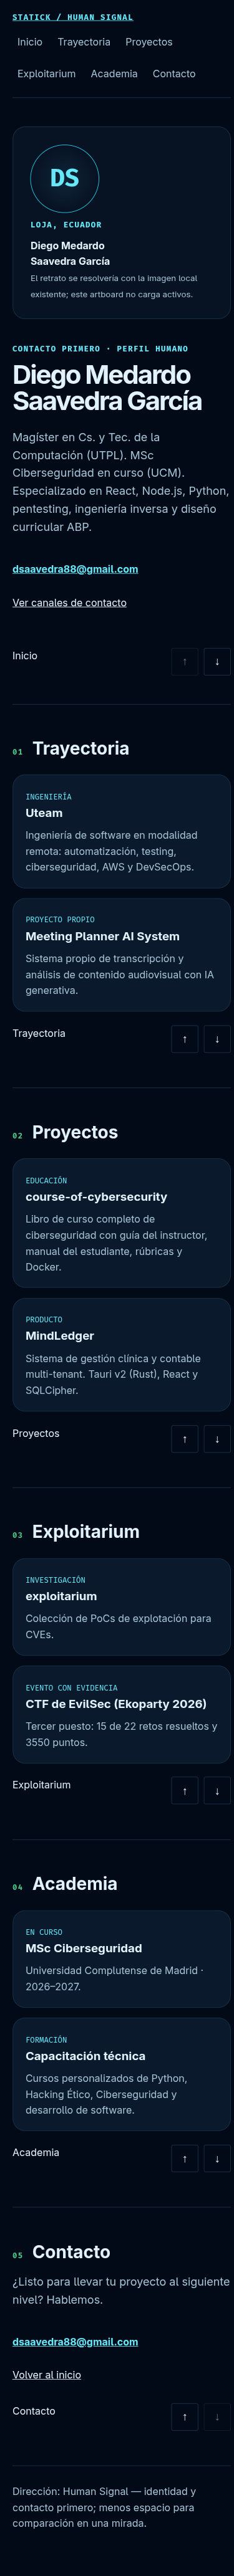 STATICK / HUMAN SIGNAL
Inicio Trayectoria Proyectos
Exploitarium Academia Contacto
DS
LOJA, ECUADOR
Diego Medardo
Saavedra García
El retrato se resolvería con la imagen local
existente; este artboard no carga activos.
CONTACTO PRIMERO · PERFIL HUMANO
Diego Medardo
Saavedra García
Magíster en Cs. y Tec. de la
Computación (UTPL). MSc
Ciberseguridad en curso (UCM).
Especializado en React, Node.js, Python,
pentesting, ingeniería inversa y diseño
curricular ABP.
dsaavedra88@gmail.com
Ver canales de contacto
Inicio ↑ ↓
01 Trayectoria
INGENIERÍA
Uteam
Ingeniería de software en modalidad
remota: automatización, testing,
ciberseguridad, AWS y DevSecOps.
PROYECTO PROPIO
Meeting Planner AI System
Sistema propio de transcripción y
análisis de contenido audiovisual con IA
generativa.
Trayectoria ↑ ↓
02 Proyectos
EDUCACIÓN
course-of-cybersecurity
Libro de curso completo de
ciberseguridad con guía del instructor,
manual del estudiante, rúbricas y
Docker.
PRODUCTO
MindLedger
Sistema de gestión clínica y contable
multi-tenant. Tauri v2 (Rust), React y
SQLCipher.
Proyectos ↑ ↓
03 Exploitarium
INVESTIGACIÓN
exploitarium
Colección de PoCs de explotación para
CVEs.
EVENTO CON EVIDENCIA
CTF de EvilSec (Ekoparty 2026)
Tercer puesto: 15 de 22 retos resueltos y
3550 puntos.
Exploitarium ↑ ↓
04 Academia
EN CURSO
MSc Ciberseguridad
Universidad Complutense de Madrid ·
2026–2027.
FORMACIÓN
Capacitación técnica
Cursos personalizados de Python,
Hacking Ético, Ciberseguridad y
desarrollo de software.
Academia ↑ ↓
05 Contacto
¿Listo para llevar tu proyecto al siguiente
nivel? Hablemos.
dsaavedra88@gmail.com
Volver al inicio
Contacto ↑ ↓
Dirección: Human Signal — identidad y
contacto primero; menos espacio para
comparación en una mirada.